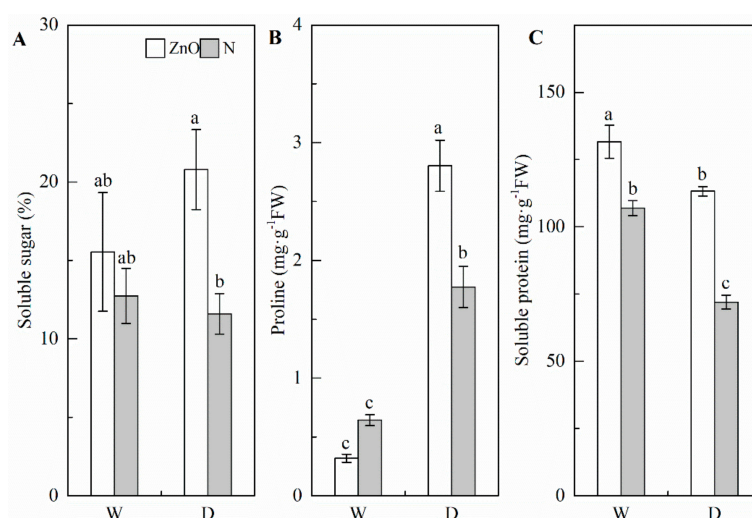 A
Soluble sugar (%)
30
20
10
0
ZnO N
ab
ab
a
b
W D
B
Proline (mg·g⁻¹FW)
4
3
2
1
0
c
c
a
b
W D
C
Soluble protein (mg·g⁻¹FW)
150
100
50
0
a
b
b
c
W D